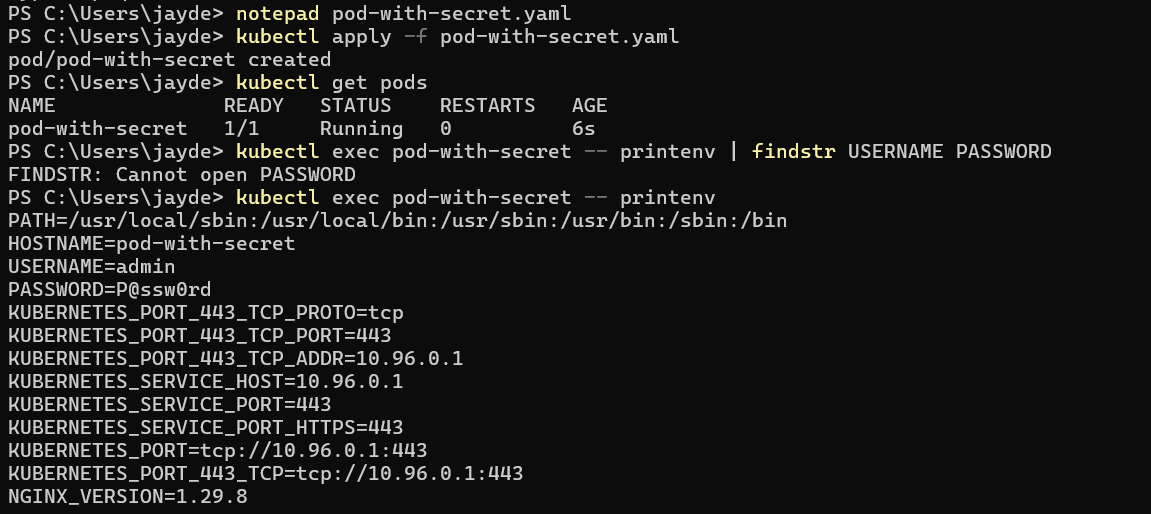 PS C:\Users\jayde> notepad pod-with-secret.yaml
PS C:\Users\jayde> kubectl apply -f pod-with-secret.yaml
pod/pod-with-secret created
PS C:\Users\jayde> kubectl get pods
NAME              READY   STATUS    RESTARTS   AGE
pod-with-secret   1/1     Running   0          6s
PS C:\Users\jayde> kubectl exec pod-with-secret -- printenv | findstr USERNAME PASSWORD
FINDSTR: Cannot open PASSWORD
PS C:\Users\jayde> kubectl exec pod-with-secret -- printenv
PATH=/usr/local/sbin:/usr/local/bin:/usr/sbin:/usr/bin:/sbin:/bin
HOSTNAME=pod-with-secret
USERNAME=admin
PASSWORD=P@ssw0rd
KUBERNETES_PORT_443_TCP_PROTO=tcp
KUBERNETES_PORT_443_TCP_PORT=443
KUBERNETES_PORT_443_TCP_ADDR=10.96.0.1
KUBERNETES_SERVICE_HOST=10.96.0.1
KUBERNETES_SERVICE_PORT=443
KUBERNETES_SERVICE_PORT_HTTPS=443
KUBERNETES_PORT=tcp://10.96.0.1:443
KUBERNETES_PORT_443_TCP=tcp://10.96.0.1:443
NGINX_VERSION=1.29.8